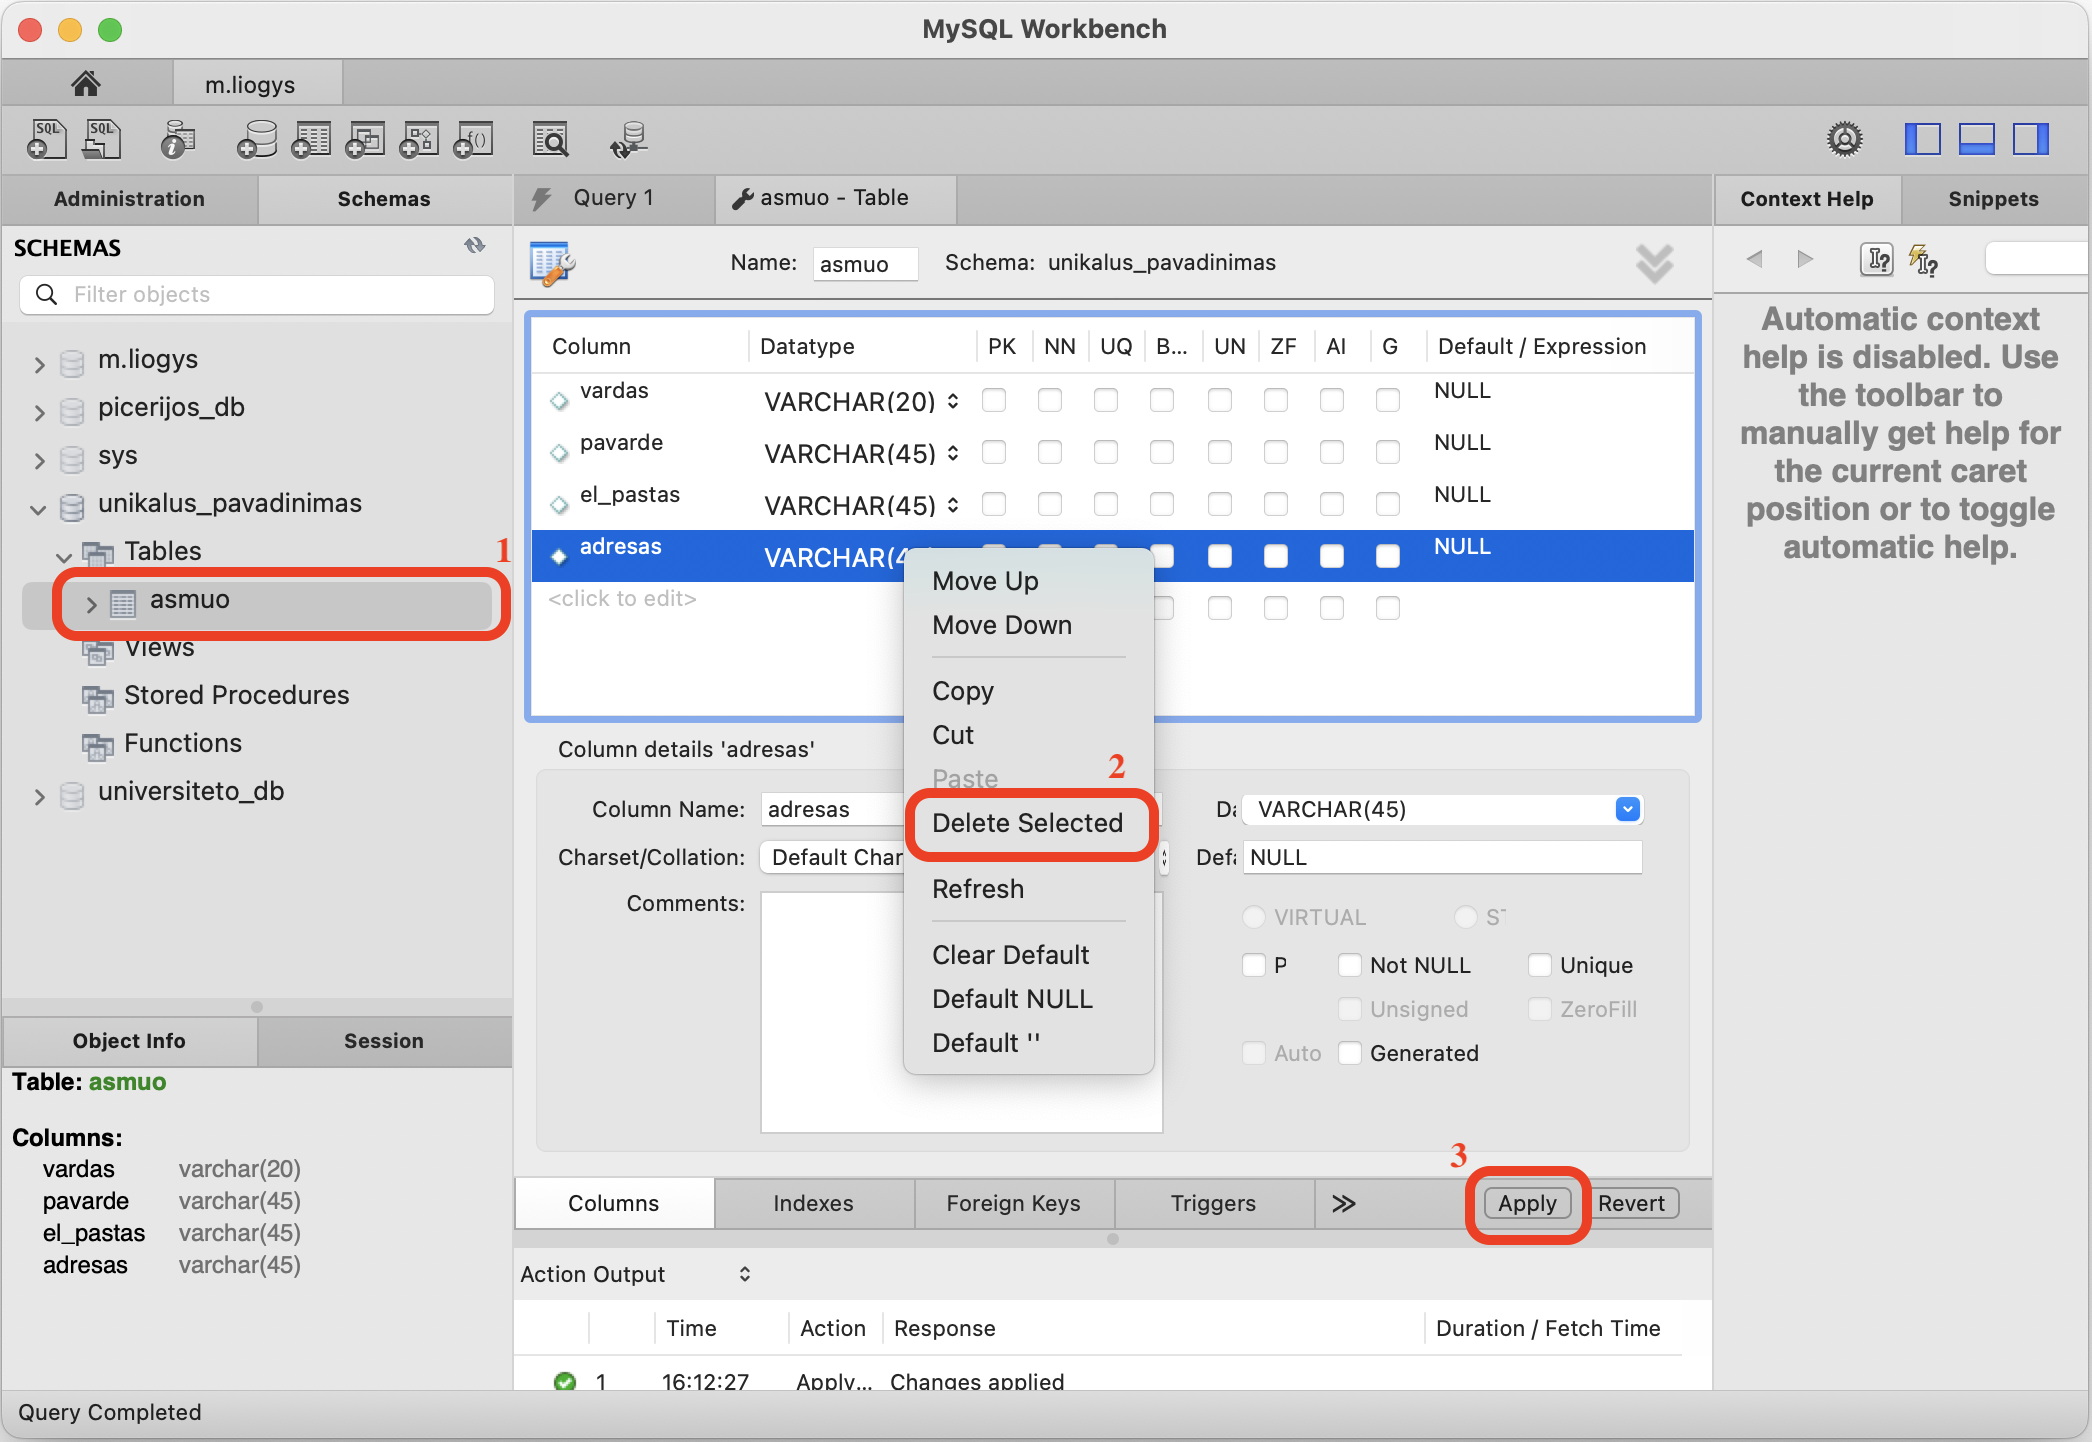 MySQL Workbench
m.liogys
Administration
Schemas
Query 1
asmuo - Table
Context Help
Snippets
SCHEMAS
Filter objects
m.liogys
picerijos_db
sys
unikalus_pavadinimas
Tables
1
asmuo
Views
Stored Procedures
Functions
universiteto_db
Name: asmuo Schema: unikalus_pavadinimas
Column Datatype PK NN UQ B... UN ZF AI G Default / Expression
vardas VARCHAR(20) NULL
pavarde VARCHAR(45) NULL
el_pastas VARCHAR(45) NULL
adresas VARCHAR(4 NULL
<click to edit>
Move Up
Move Down
Copy
Cut
Paste
2
Delete Selected
Refresh
Clear Default
Default NULL
Default ''
Column details 'adresas'
Column Name: adresas
Charset/Collation: Default Char
Comments:
VARCHAR(45)
Defa NULL
VIRTUAL
P Not NULL Unique
Unsigned ZeroFill
Auto Generated
3
Columns Indexes Foreign Keys Triggers Apply Revert
Action Output
Time Action Response Duration / Fetch Time
1 16:12:27 Apply... Changes applied
Automatic context
help is disabled. Use
the toolbar to
manually get help for
the current caret
position or to toggle
automatic help.
Object Info
Session
Table: asmuo
Columns:
vardas varchar(20)
pavarde varchar(45)
el_pastas varchar(45)
adresas varchar(45)
Query Completed